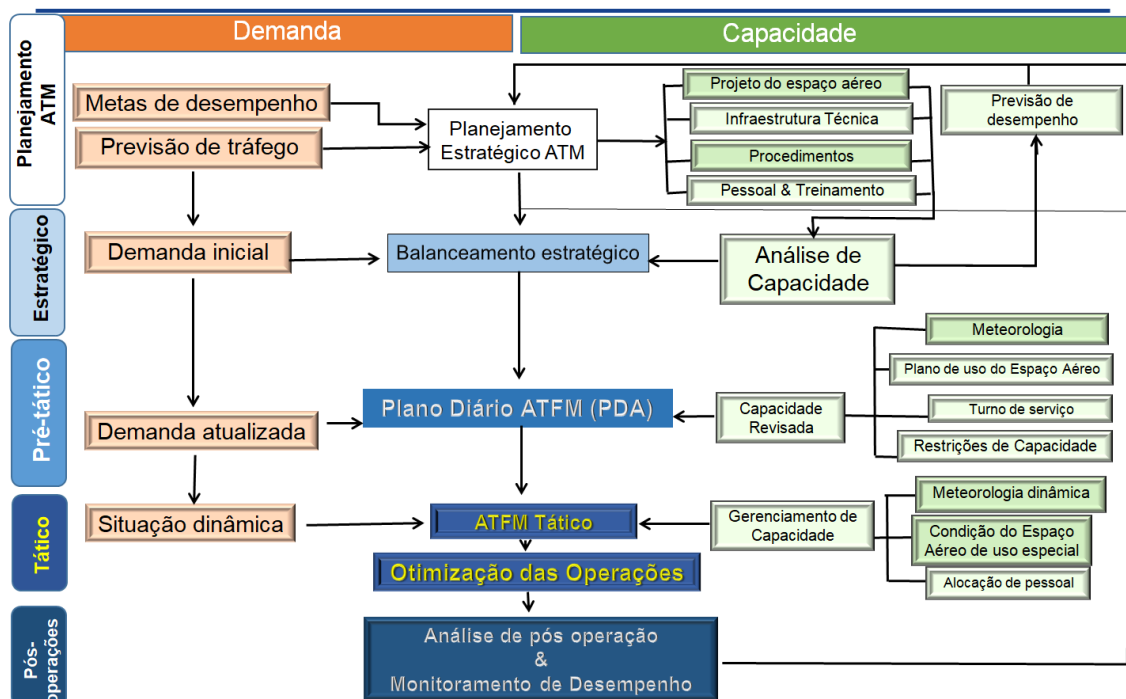 Demanda
Capacidade
Planejamento
ATM
Metas de desempenho
Previsão de tráfego
Planejamento
Estratégico ATM
Projeto do espaço aéreo
Infraestrutura Técnica
Procedimentos
Pessoal & Treinamento
Previsão de
desempenho
Estratégico
Demanda inicial
Balanceamento estratégico
Análise de
Capacidade
Pré-tático
Demanda atualizada
Plano Diário ATFM (PDA)
Capacidade
Revisada
Meteorologia
Plano de uso do Espaço Aéreo
Turno de serviço
Restrições de Capacidade
Tático
Situação dinâmica
ATFM Tático
Otimização das Operações
Gerenciamento de
Capacidade
Meteorologia dinâmica
Condição do Espaço
Aéreo de uso especial
Alocação de pessoal
Pós-
operações
Análise de pós operação
&
Monitoramento de Desempenho